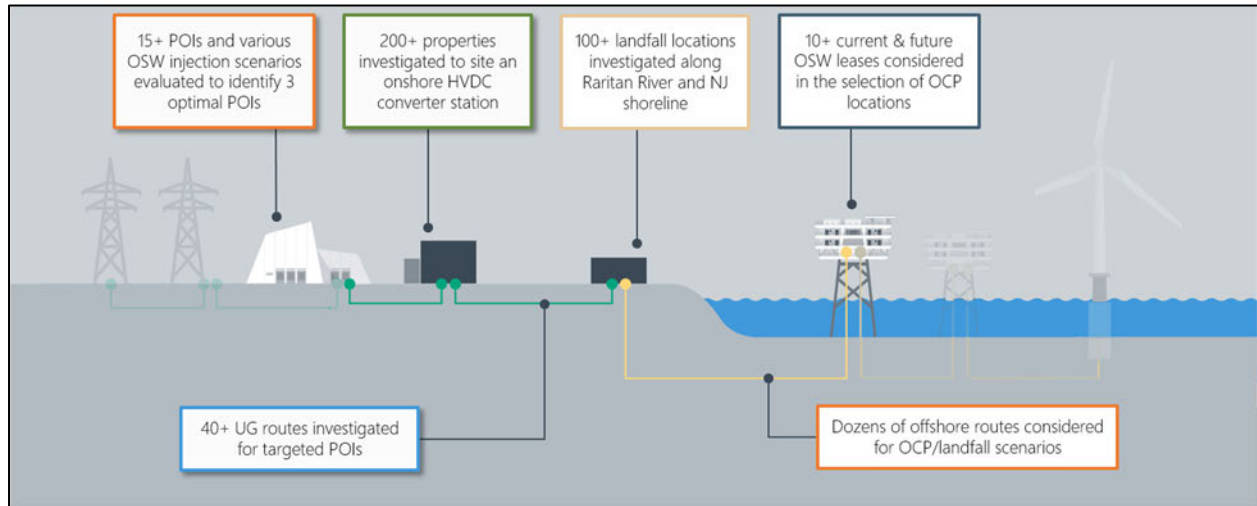 15+ POIs and various
OSW injection scenarios
evaluated to identify 3
optimal POIs
200+ properties
investigated to site an
onshore HVDC
converter station
100+ landfall locations
investigated along
Raritan River and NJ
shoreline
10+ current & future
OSW leases considered
in the selection of OCP
locations
40+ UG routes investigated
for targeted POIs
Dozens of offshore routes considered
for OCP/landfall scenarios